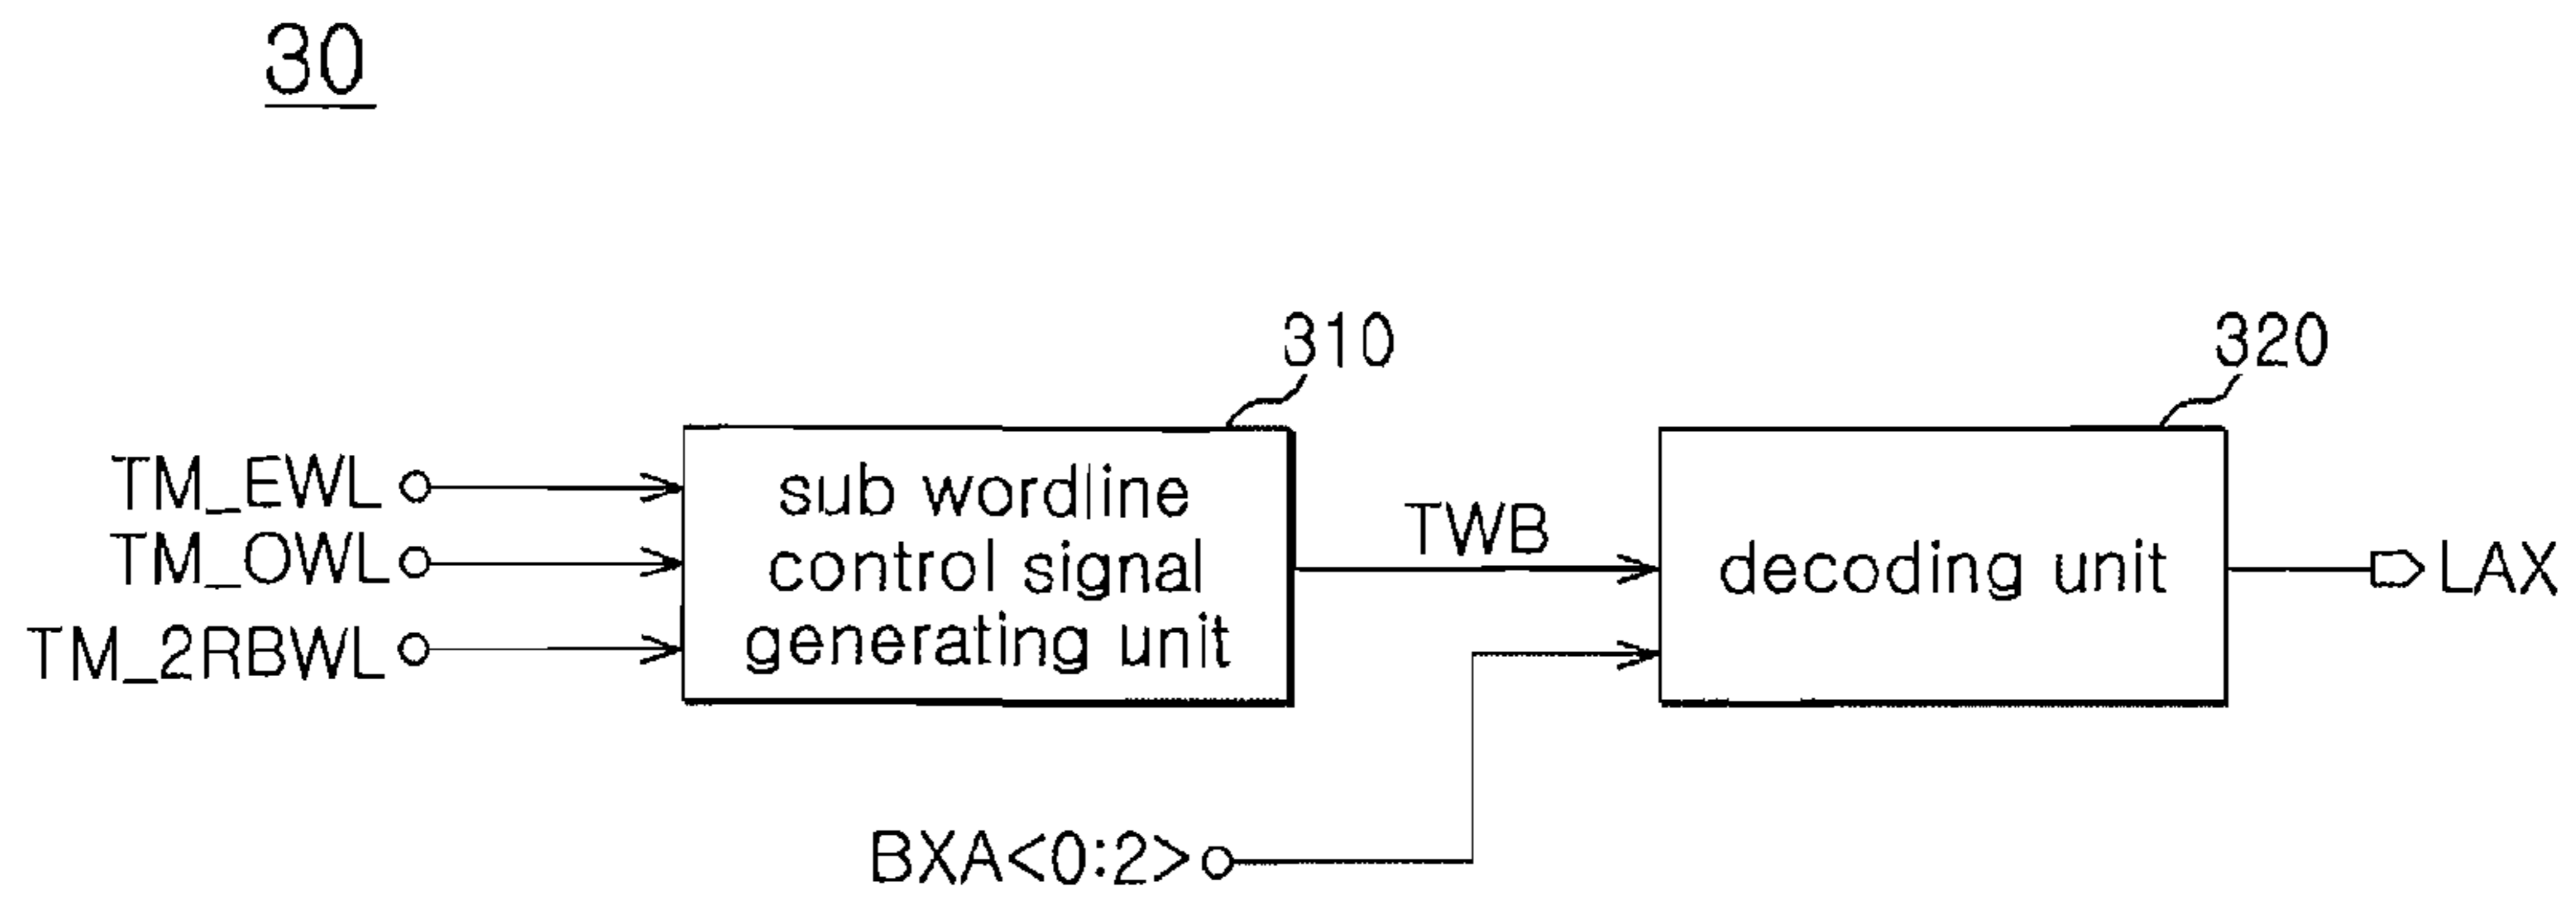 30
310
320
TM_EWL
TM_OWL
TM_2RBWL
sub wordline
control signal
generating unit
TWB
decoding unit
LAX
BXA<0:2>